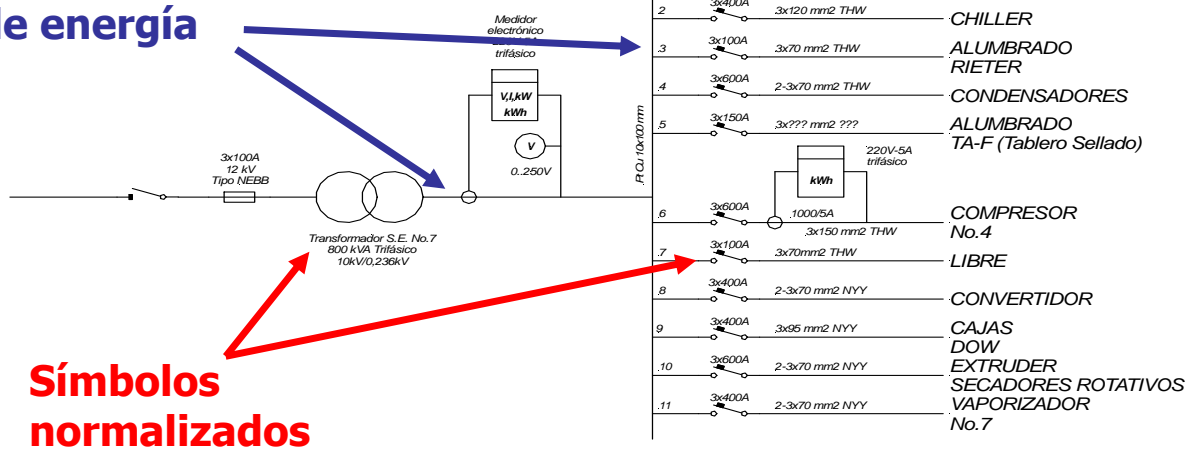 de energía
Medidor
electrónico
trifásico
V,I,kW
kWh
V
0..250V
3x100A
12 kV
Tipo NEBB
Transformador S.E. No.7
800 kVA Trifásico
10kV/0,236kV
Pt Cu 10x100 mm
.2 3x400A .3x120 mm2 THW CHILLER
.3 3x100A .3x70 mm2 THW ALUMBRADO
RIETER
.4 3x600A 2-3x70 mm2 THW CONDENSADORES
.5 3x150A .3x??? mm2 ??? ALUMBRADO
TA-F (Tablero Sellado)
220V-5A
trifásico
kWh
.6 3x600A .1000/5A COMPRESOR
.3x150 mm2 THW No.4
.7 3x100A .3x70mm2 THW LIBRE
.8 3x400A 2-3x70 mm2 NYY CONVERTIDOR
.9 3x400A .3x95 mm2 NYY CAJAS
DOW
.10 3x600A 2-3x70 mm2 NYY EXTRUDER
SECADORES ROTATIVOS
.11 3x400A 2-3x70 mm2 NYY VAPORIZADOR
No.7
Símbolos
normalizados